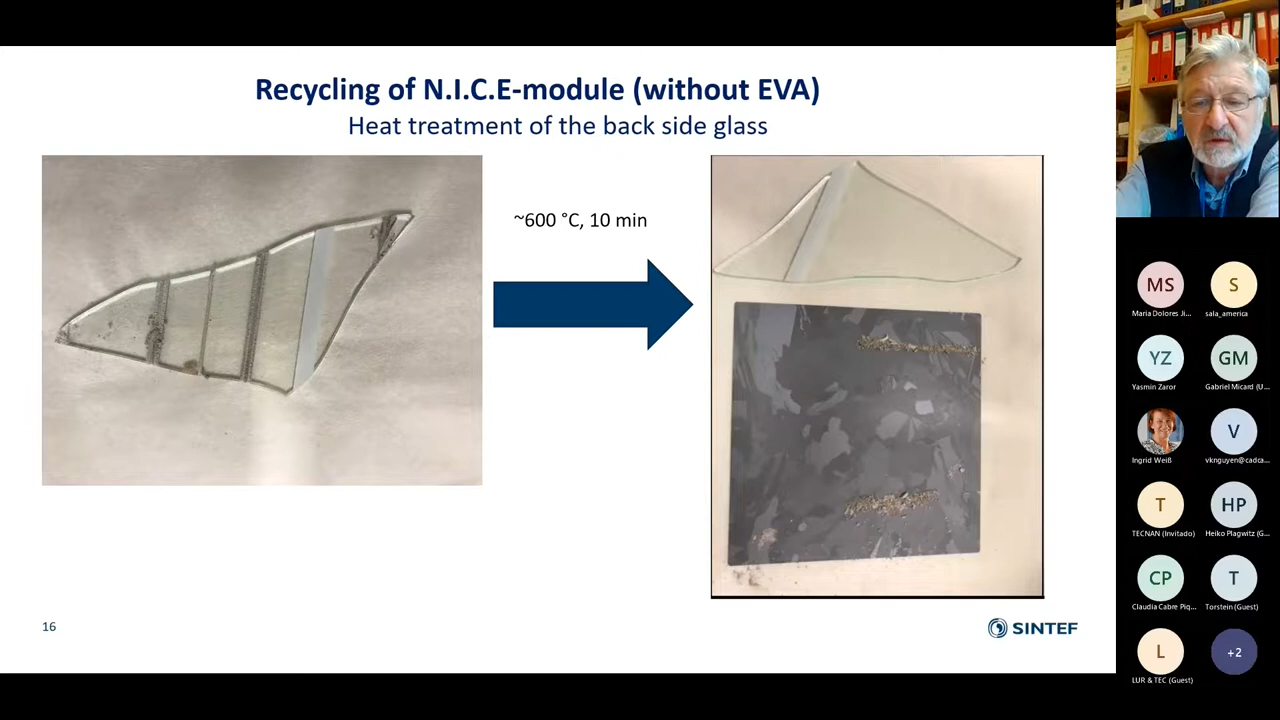 Recycling of N.I.C.E-module (without EVA)
Heat treatment of the back side glass
~600 °C, 10 min
16
SINTEF
MS
S
Maria Dolores Ji...
sala_america
YZ
GM
Yasmin Zaror
Gabriel Micard (U...
V
Ingrid Weiß
vknguyen@cadca...
T
HP
TECNAN (Invitado)
Heiko Plagwitz (G...
CP
T
Claudia Cabre Piq...
Torstein (Guest)
L
+2
LUR & TEC (Guest)